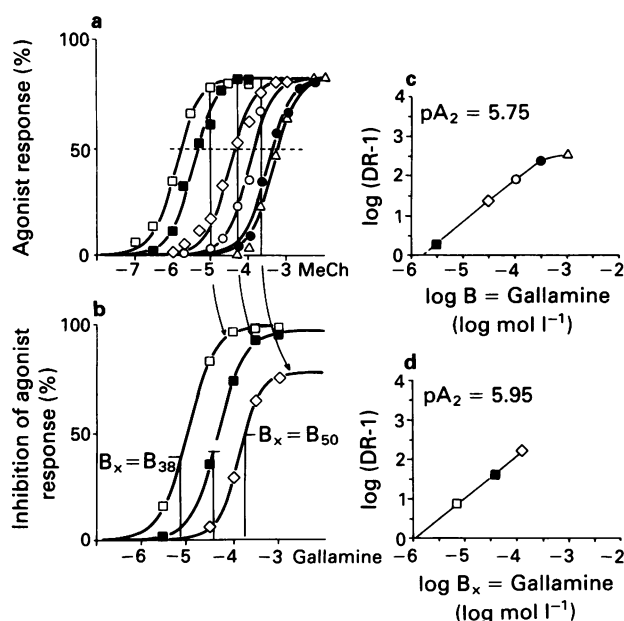 a
100
50
0
Agonist response (%)
-7 -6 -5 -4 -3
MeCh
b
100
50
0
Inhibition of agonist
response (%)
Bx = B38
Bx = B50
-5 -4 -3 Gallamine
c
pA2 = 5.75
4
3
2
1
0
log (DR-1)
-6 -5 -4 -3 -2 -1
log B = Gallamine
(log mol l−1)
d
pA2 = 5.95
4
3
2
1
0
log (DR-1)
-6 -5 -4 -3 -2 -1
log Bx = Gallamine
(log mol l−1)